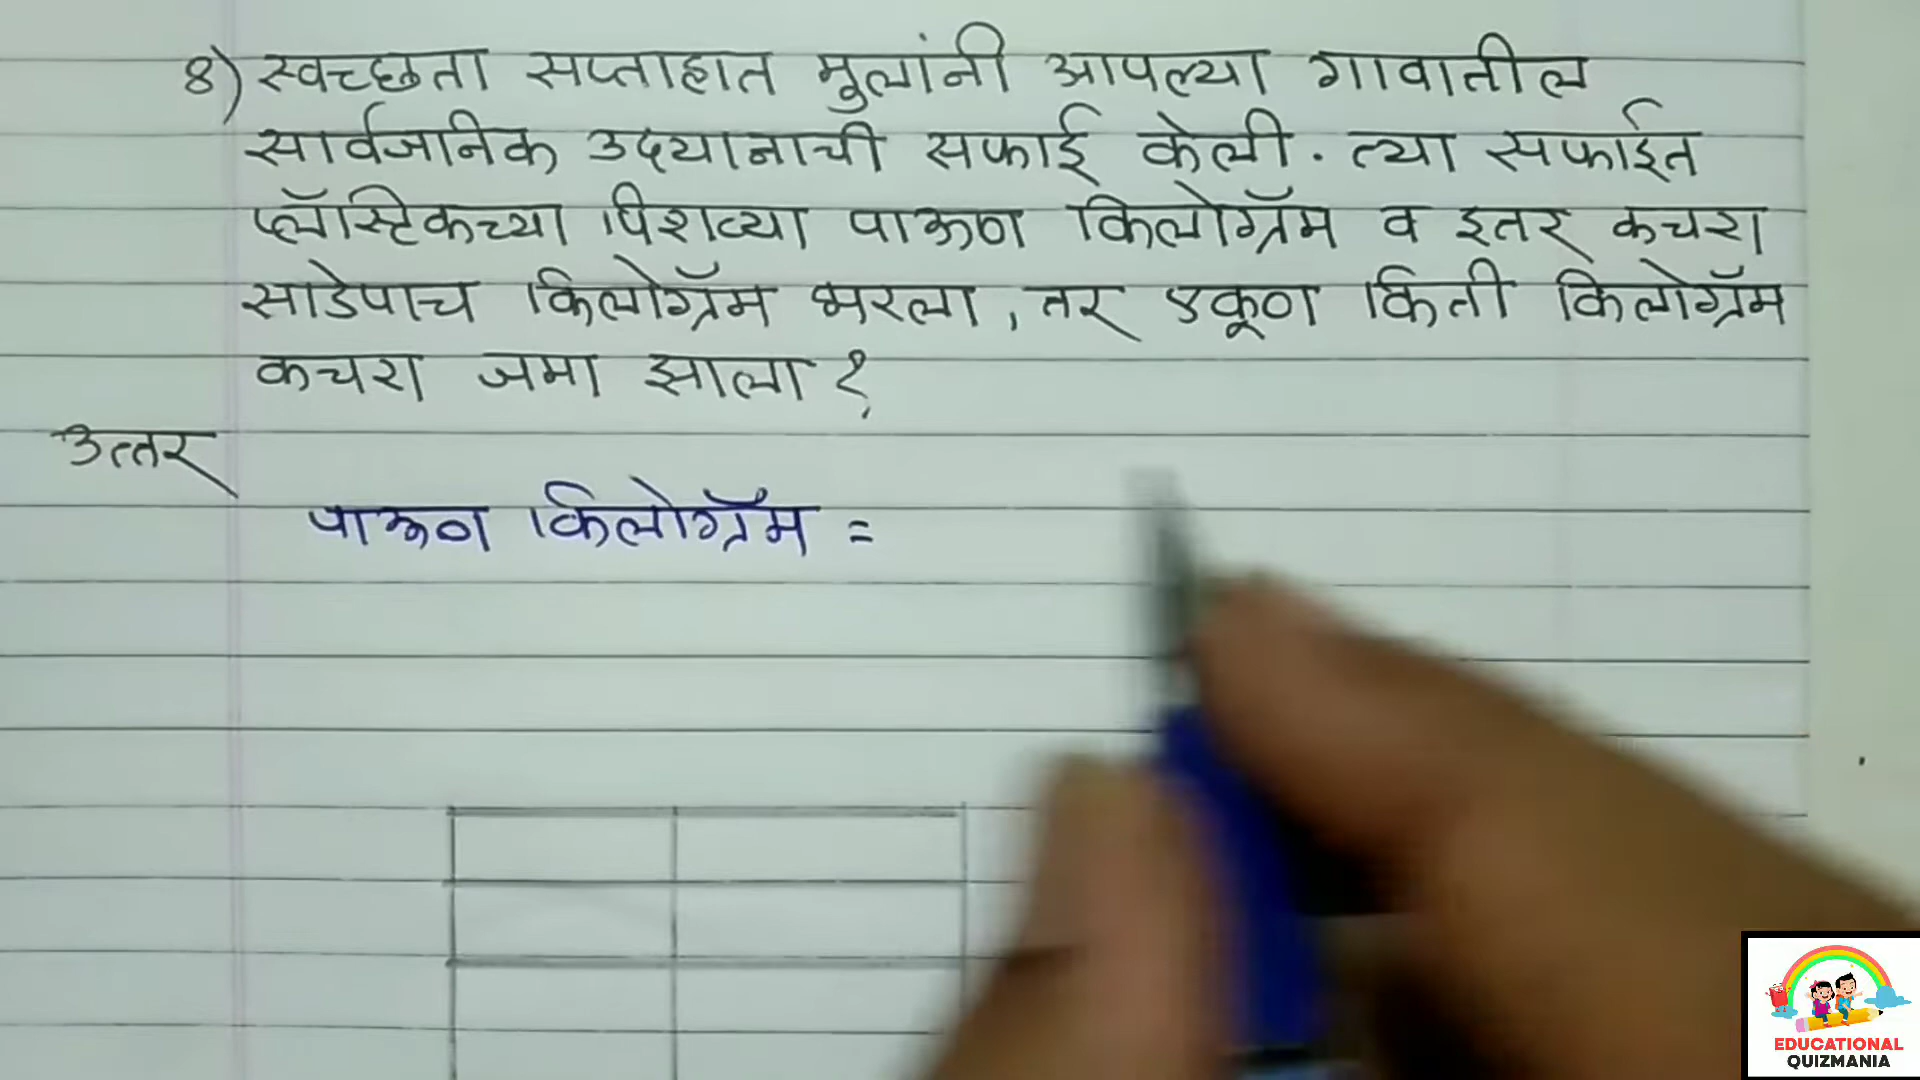 8) स्वच्छता सप्ताहात मुलांनी आपल्या गावातील
सार्वजनिक उदयानाची सफाई केली. त्या सफाईत
प्लॅस्टिकच्या पिशव्या पाऊण किलोग्रॅम व इतर कचरा
साडेपाच किलोग्रॅम भरला, तर एकूण किती किलोग्रॅम
कचरा जमा झाला?
उत्तर
पाऊण किलोग्रॅम =
EDUCATIONAL
QUIZMANIA